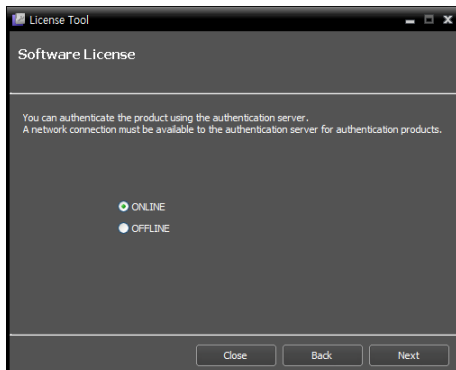 License Tool
Software License
You can authenticate the product using the authentication server.
A network connection must be available to the authentication server for authentication products.
ONLINE
OFFLINE
Close Back Next